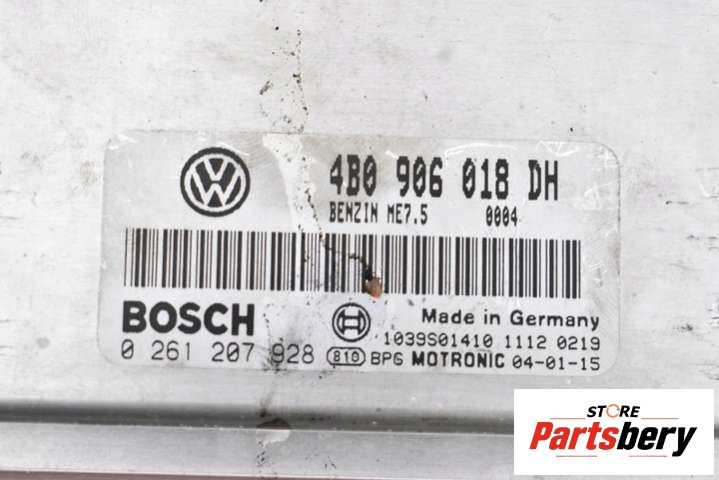 4B0 906 018 DH
BENZIN ME7.5 0004
BOSCH
Made in Germany
1039S01410 1112 0219
0 261 207 928 810 BPG MOTRONIC 04-01-15
STORE
Partsbery